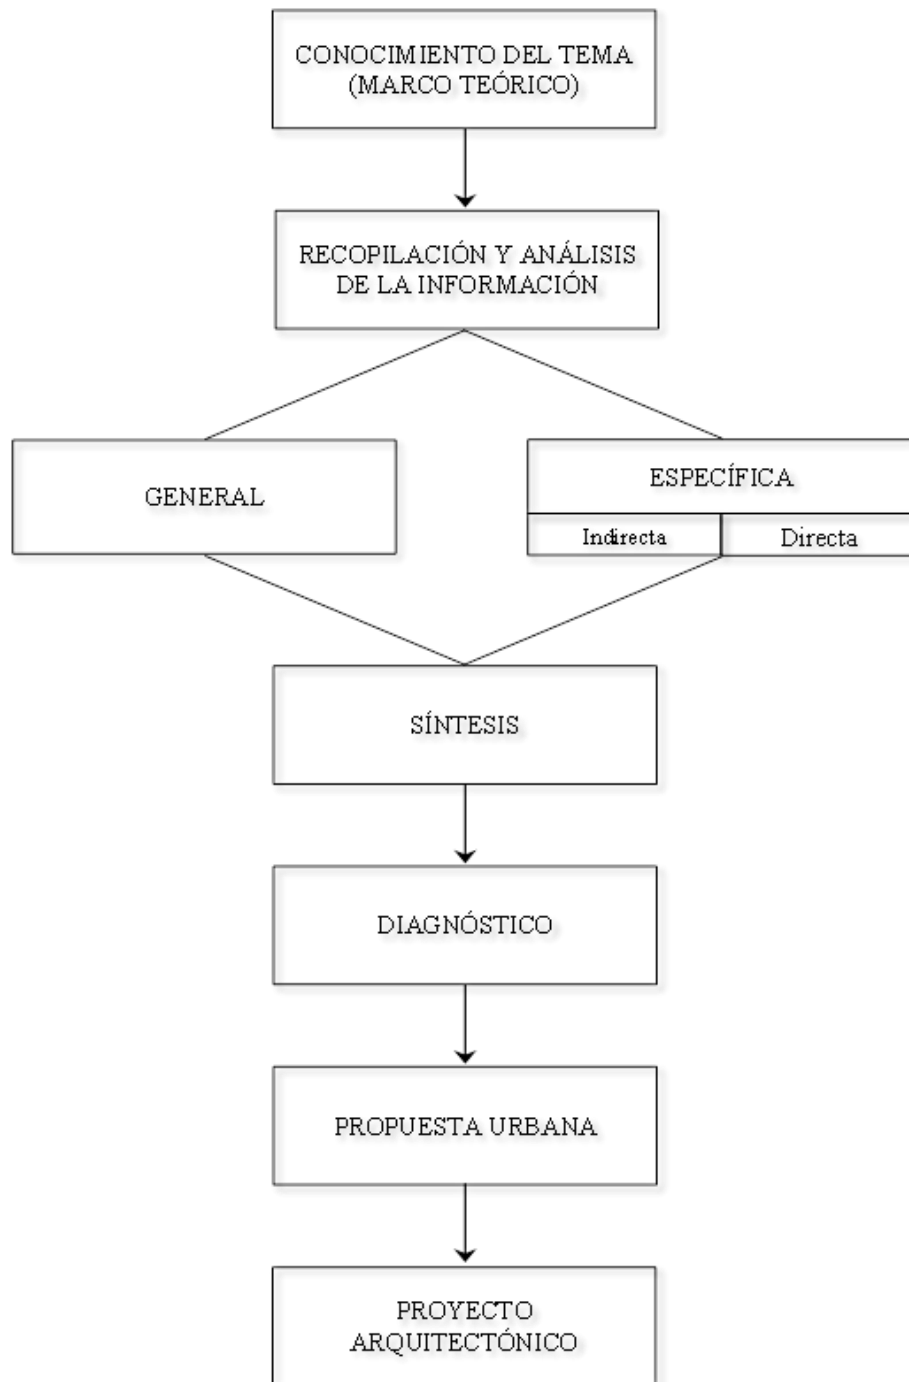 CONOCIMIENTO DEL TEMA
(MARCO TEÓRICO)
RECOPILACIÓN Y ANÁLISIS
DE LA INFORMACIÓN
GENERAL
ESPECÍFICA
Indirecta
Directa
SÍNTESIS
DIAGNÓSTICO
PROPUESTA URBANA
PROYECTO
ARQUITECTÓNICO